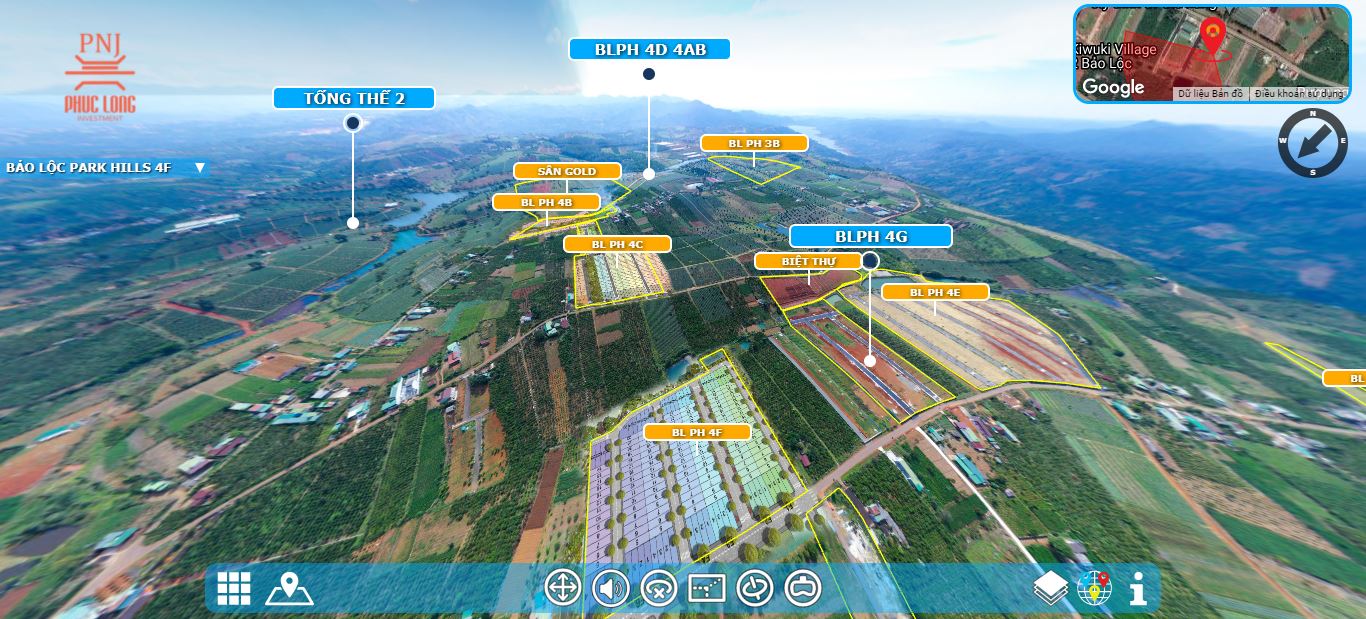 PNJ
PHUC LONG
INVESTMENT
BLPH 4D 4AB
TỔNG THỂ 2
BẢO LỘC PARK HILLS 4F
SÂN GOLD
BL PH 4B
BL PH 4C
BL PH 3B
BLPH 4G
BIỆT THỰ
BL PH 4E
BL
BL PH 4F
Kiwuki Village
Bảo Lộc
Google
Dữ liệu Bản đồ
Điều khoản sử dụng
N
W
E
S